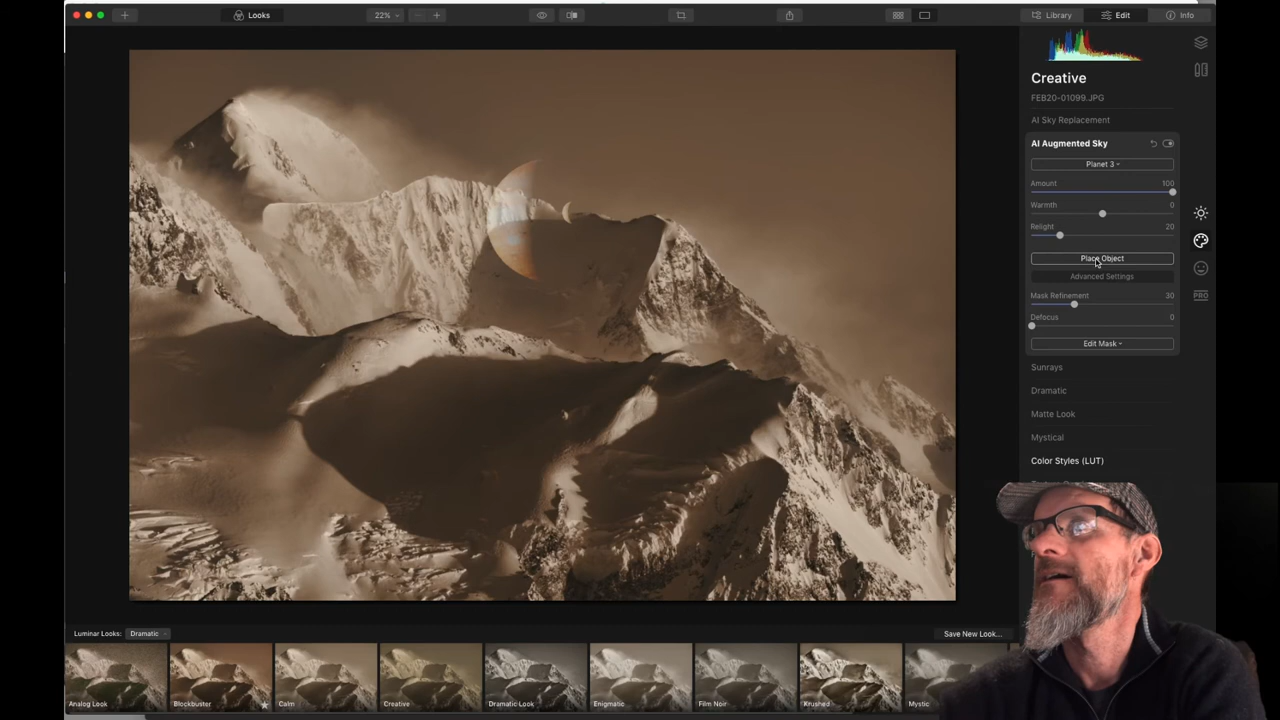 Looks
22%
Library
Edit
Info
Creative
FEB20-01099.JPG
AI Sky Replacement
AI Augmented Sky
Planet 3
Amount 100
Warmth 0
Relight 20
Place Object
Advanced Settings
Mask Refinement 30
Defocus 0
Edit Mask
Sunrays
Dramatic
Matte Look
Mystical
Color Styles (LUT)
PRO
Luminar Looks: Dramatic
Save New Look...
Analog Look
Blockbuster
Calm
Creative
Dramatic Look
Enigmatic
Film Noir
Krushed
Mystic